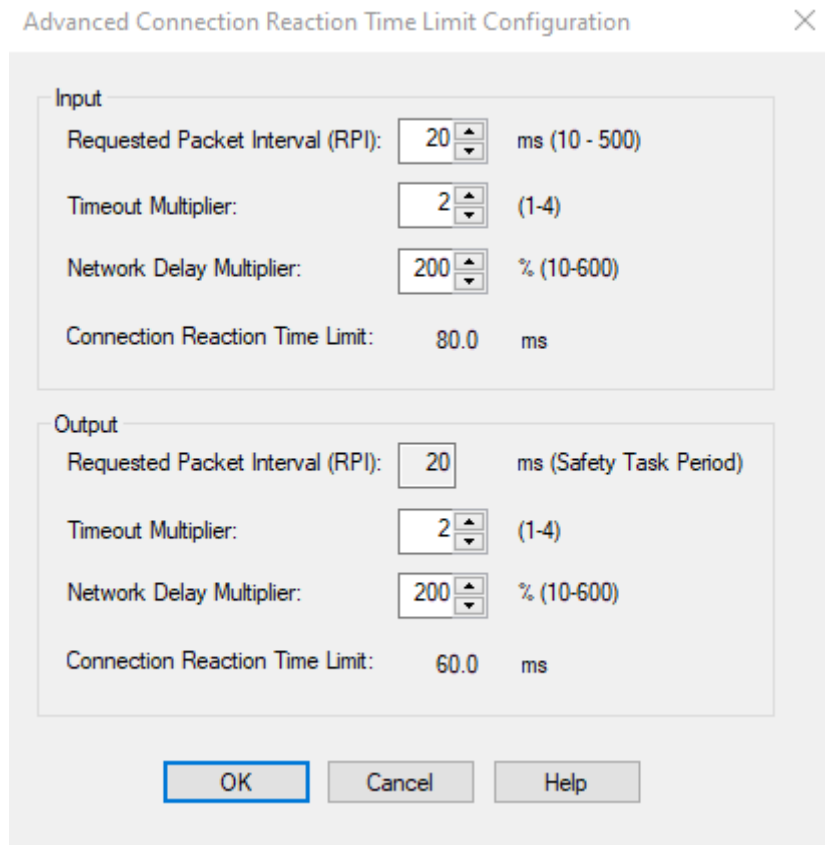 Advanced Connection Reaction Time Limit Configuration
Input
Requested Packet Interval (RPI): 20 ms (10 - 500)
Timeout Multiplier: 2 (1-4)
Network Delay Multiplier: 200 % (10-600)
Connection Reaction Time Limit: 80.0 ms
Output
Requested Packet Interval (RPI): 20 ms (Safety Task Period)
Timeout Multiplier: 2 (1-4)
Network Delay Multiplier: 200 % (10-600)
Connection Reaction Time Limit: 60.0 ms
OK Cancel Help